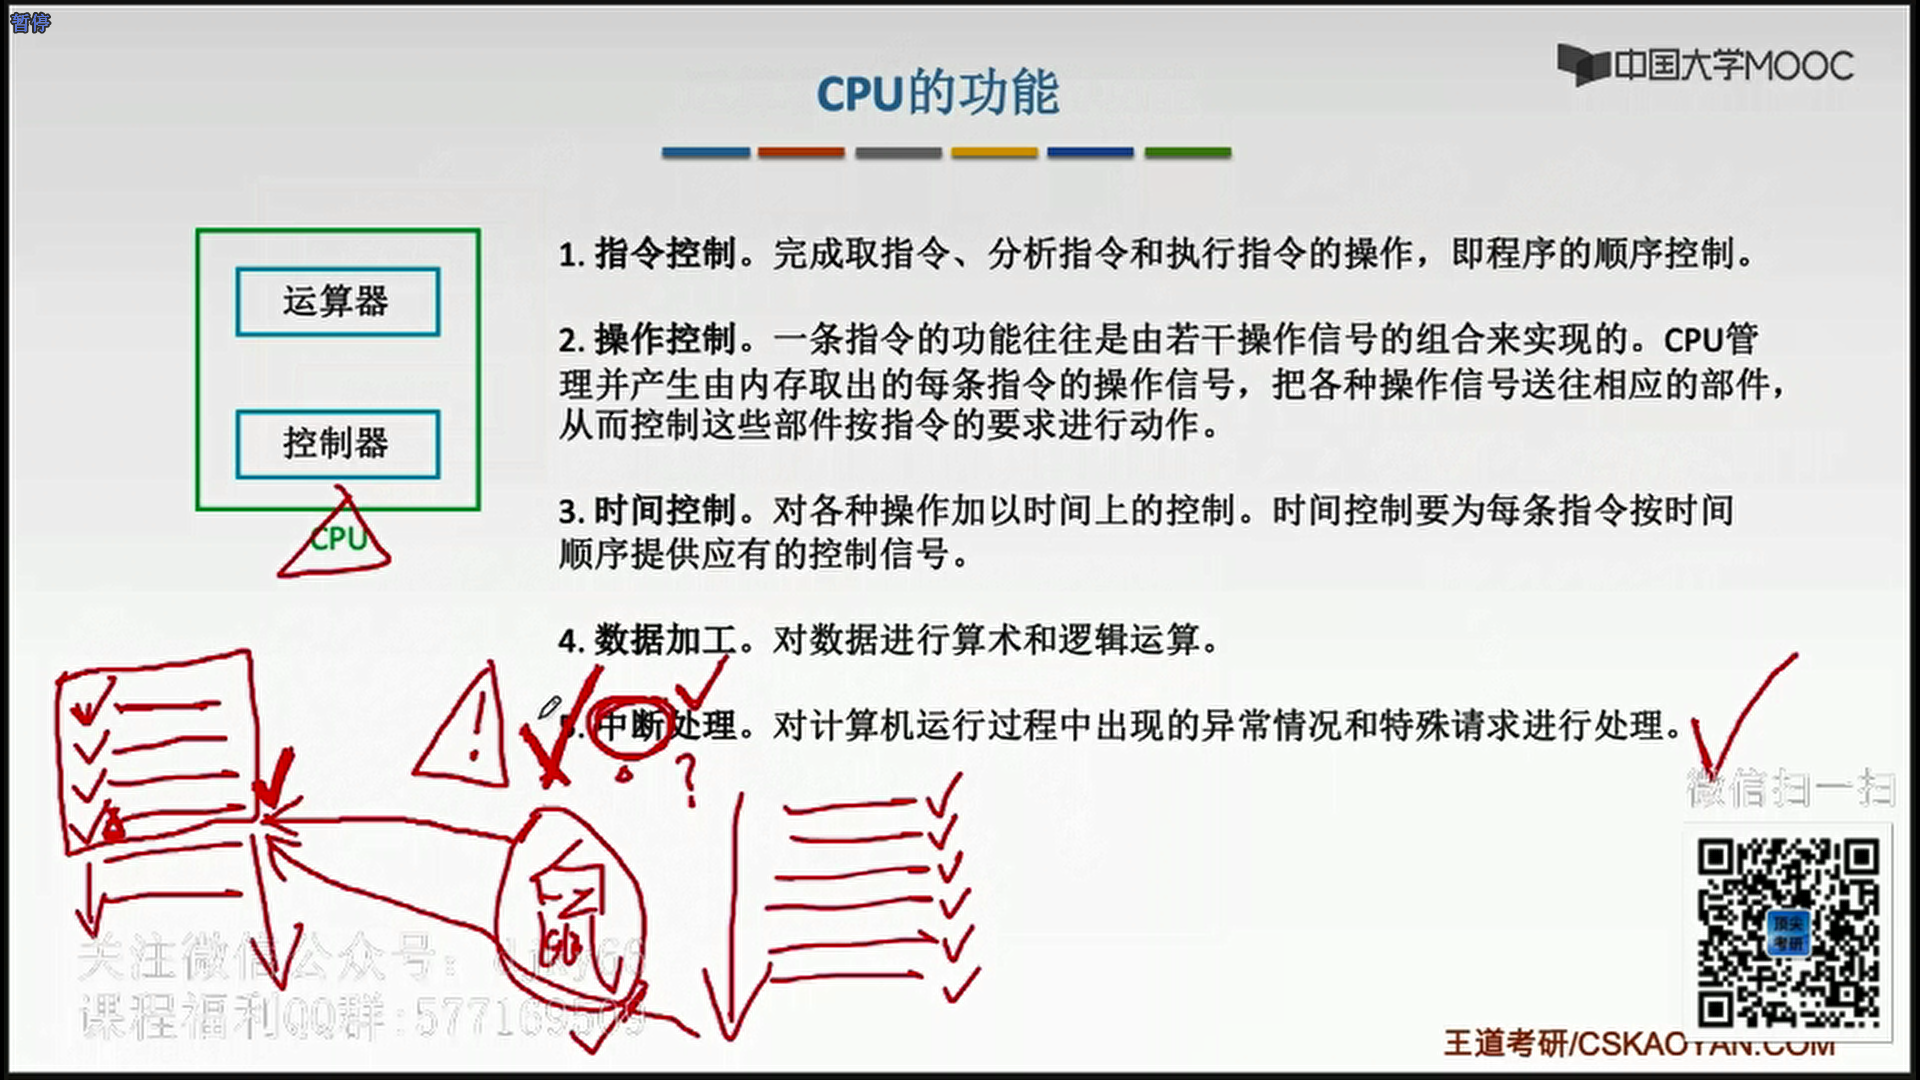 暂停
中国大学MOOC
CPU的功能
运算器
控制器
CPU
1. 指令控制。完成取指令、分析指令和执行指令的操作，即程序的顺序控制。
2. 操作控制。一条指令的功能往往是由若干操作信号的组合来实现的。CPU管
理并产生由内存取出的每条指令的操作信号，把各种操作信号送往相应的部件，
从而控制这些部件按指令的要求进行动作。
3. 时间控制。对各种操作加以时间上的控制。时间控制要为每条指令按时间
顺序提供应有的控制信号。
4. 数据加工。对数据进行算术和逻辑运算。
5. 中断处理。对计算机运行过程中出现的异常情况和特殊请求进行处理。
?
微信扫一扫
顶尖
考研
关注微信公众号：
课程福利QQ群:577169509
王道考研/CSKAOYAN.COM